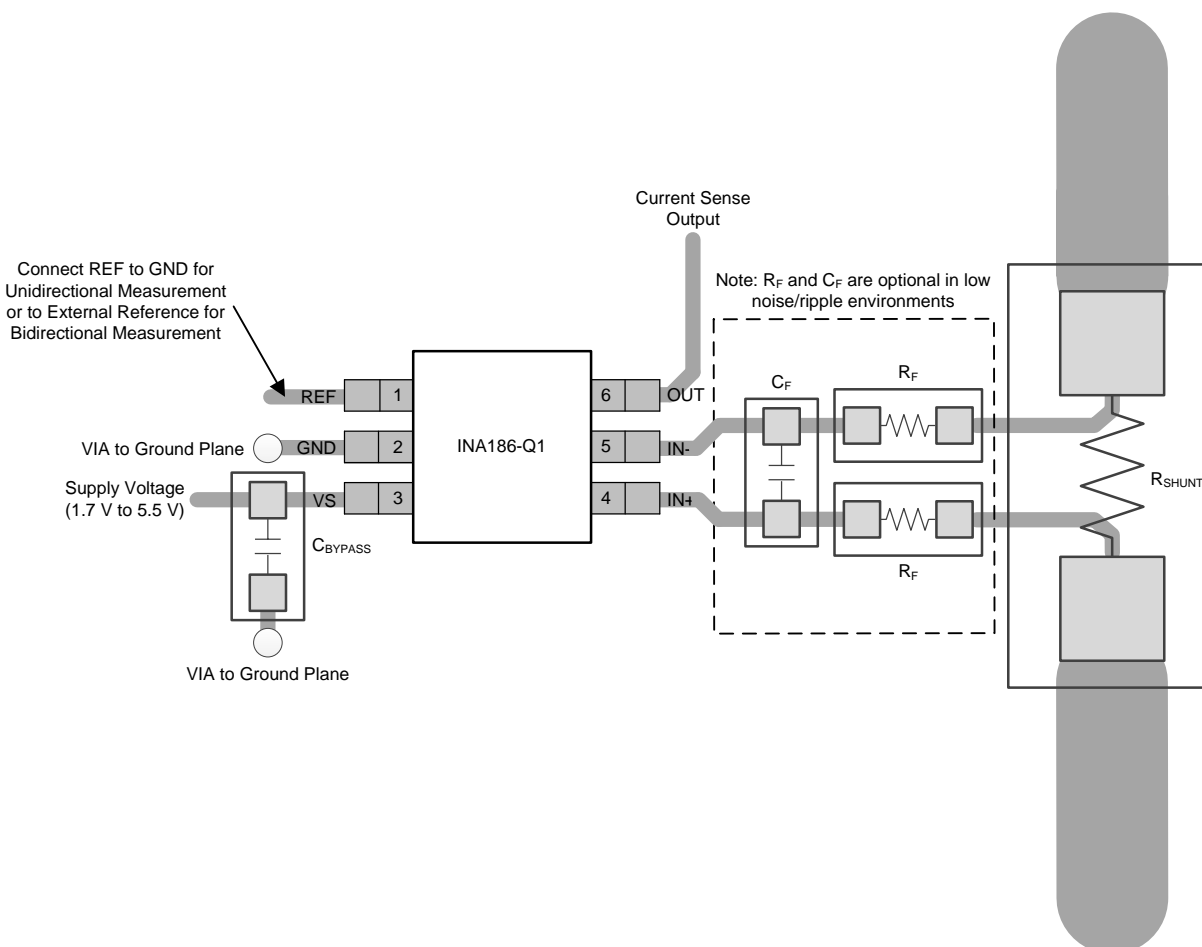 Current Sense
Output
Connect REF to GND for
Unidirectional Measurement
or to External Reference for
Bidirectional Measurement
Note: RF and CF are optional in low
noise/ripple environments
REF
1
6
OUT
CF
RF
VIA to Ground Plane
GND
2
INA186-Q1
5
IN-
RSHUNT
Supply Voltage
(1.7 V to 5.5 V)
VS
3
4
IN+
CBYPASS
RF
VIA to Ground Plane